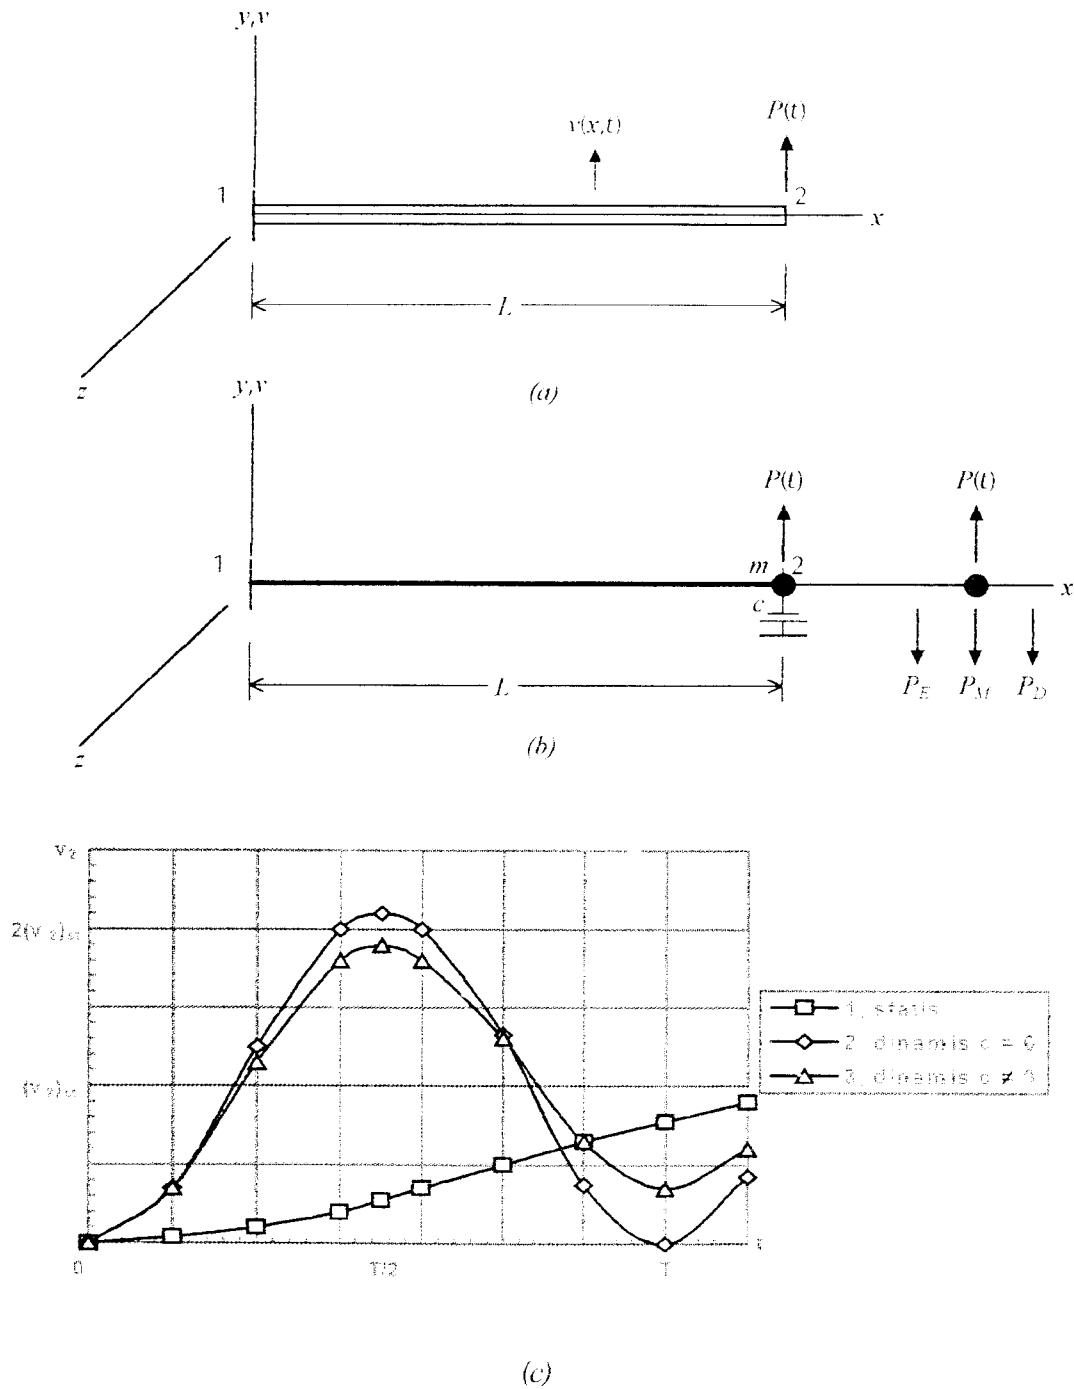 y,v
v(x,t)
P(t)
1
2
x
L
z
(a)
y,v
P(t)
P(t)
1
m
2
x
c
L
P_E
P_M
P_D
z
(b)
v₂
2(v₂)st
(v₂)st
0
T/2
T
t
1, statis
2, dinamis c = 0
3, dinamis c ≠ 0
(c)